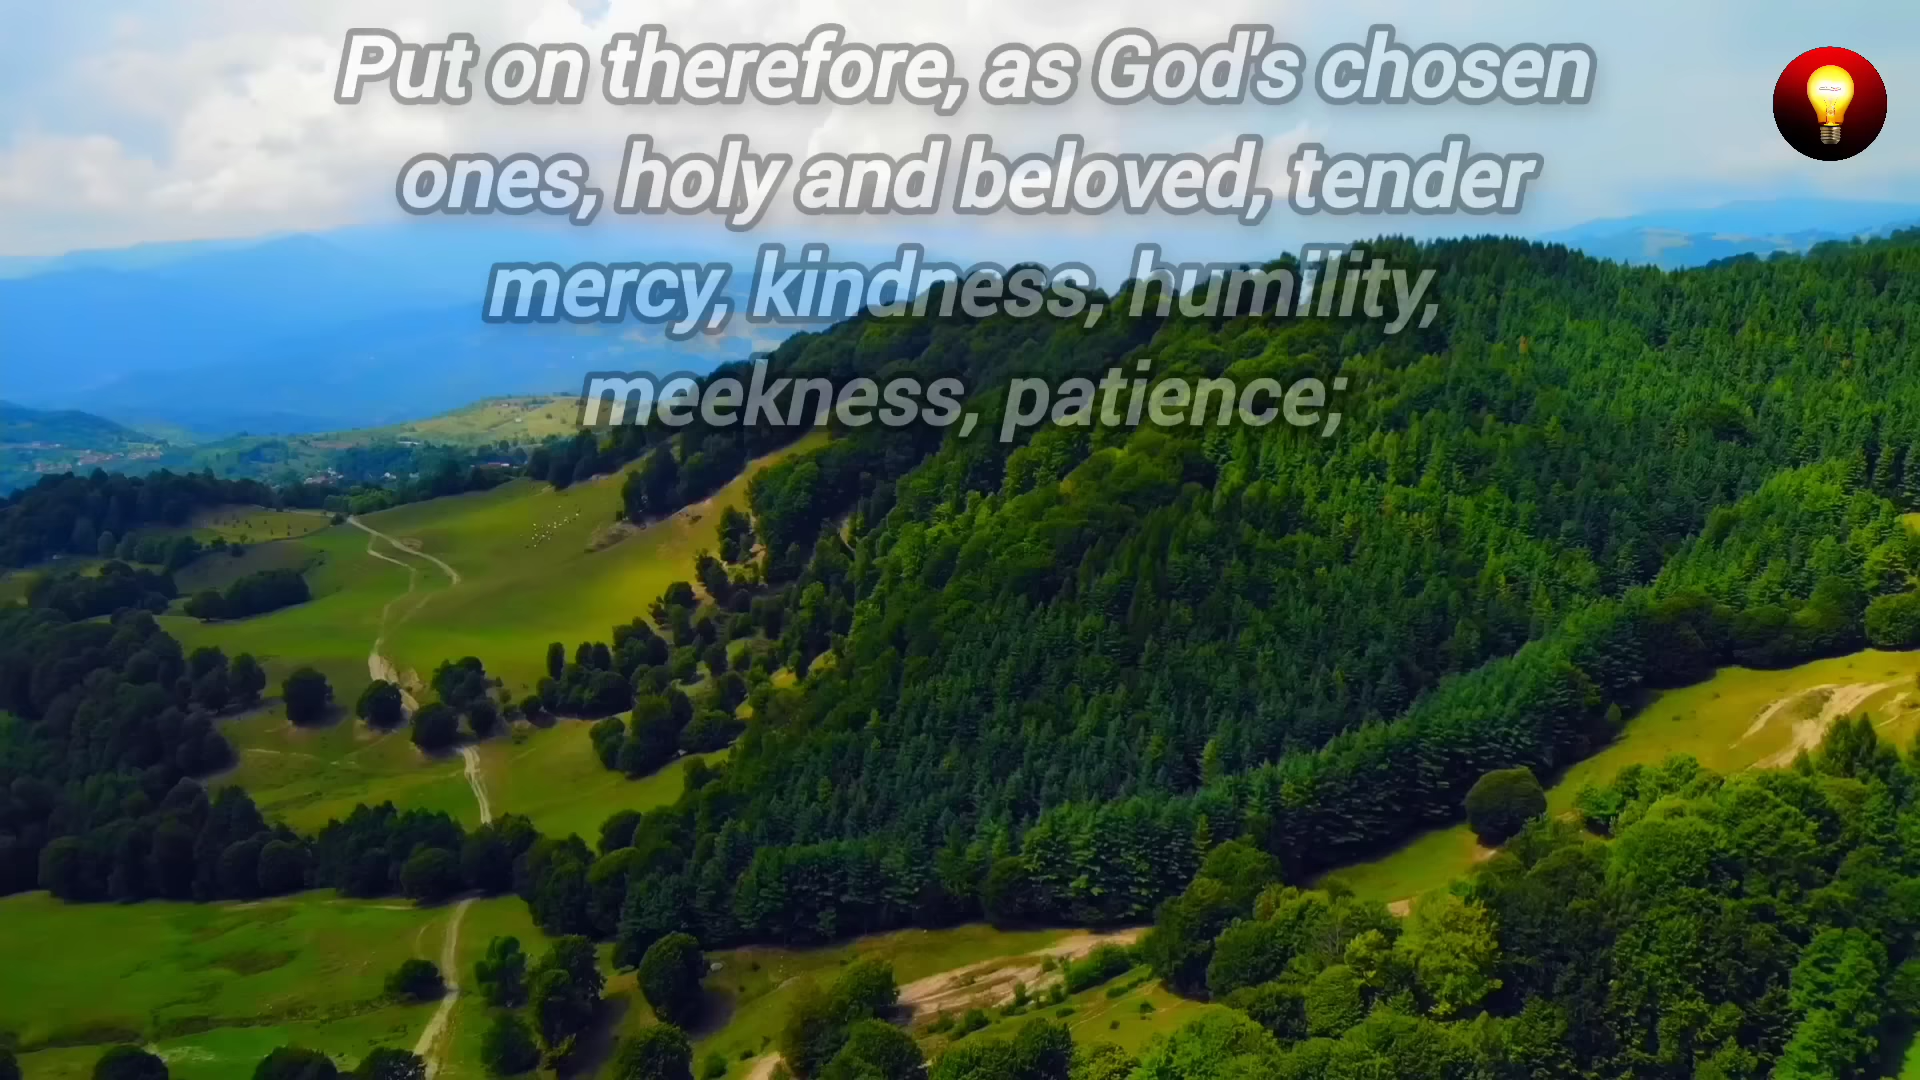 Put on therefore, as God's chosen
ones, holy and beloved, tender
mercy, kindness, humility,
meekness, patience;